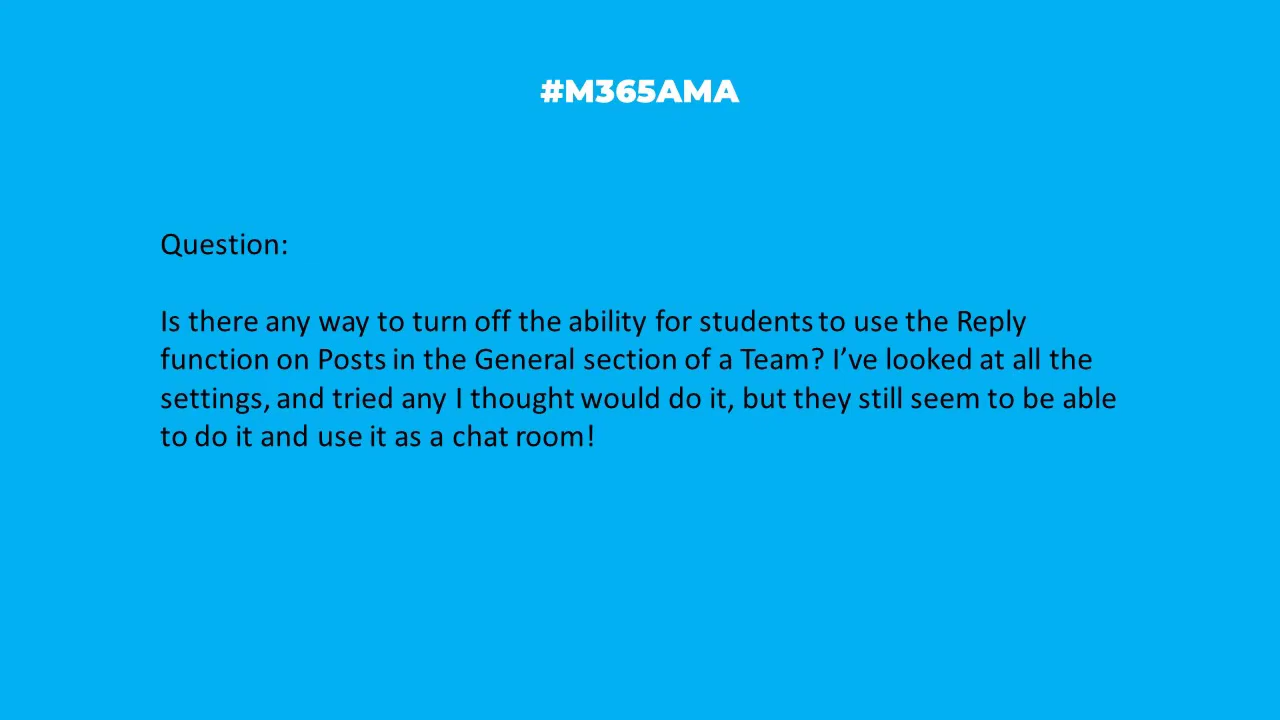 #M365AMA
Question:
Is there any way to turn off the ability for students to use the Reply
function on Posts in the General section of a Team? I’ve looked at all the
settings, and tried any I thought would do it, but they still seem to be able
to do it and use it as a chat room!